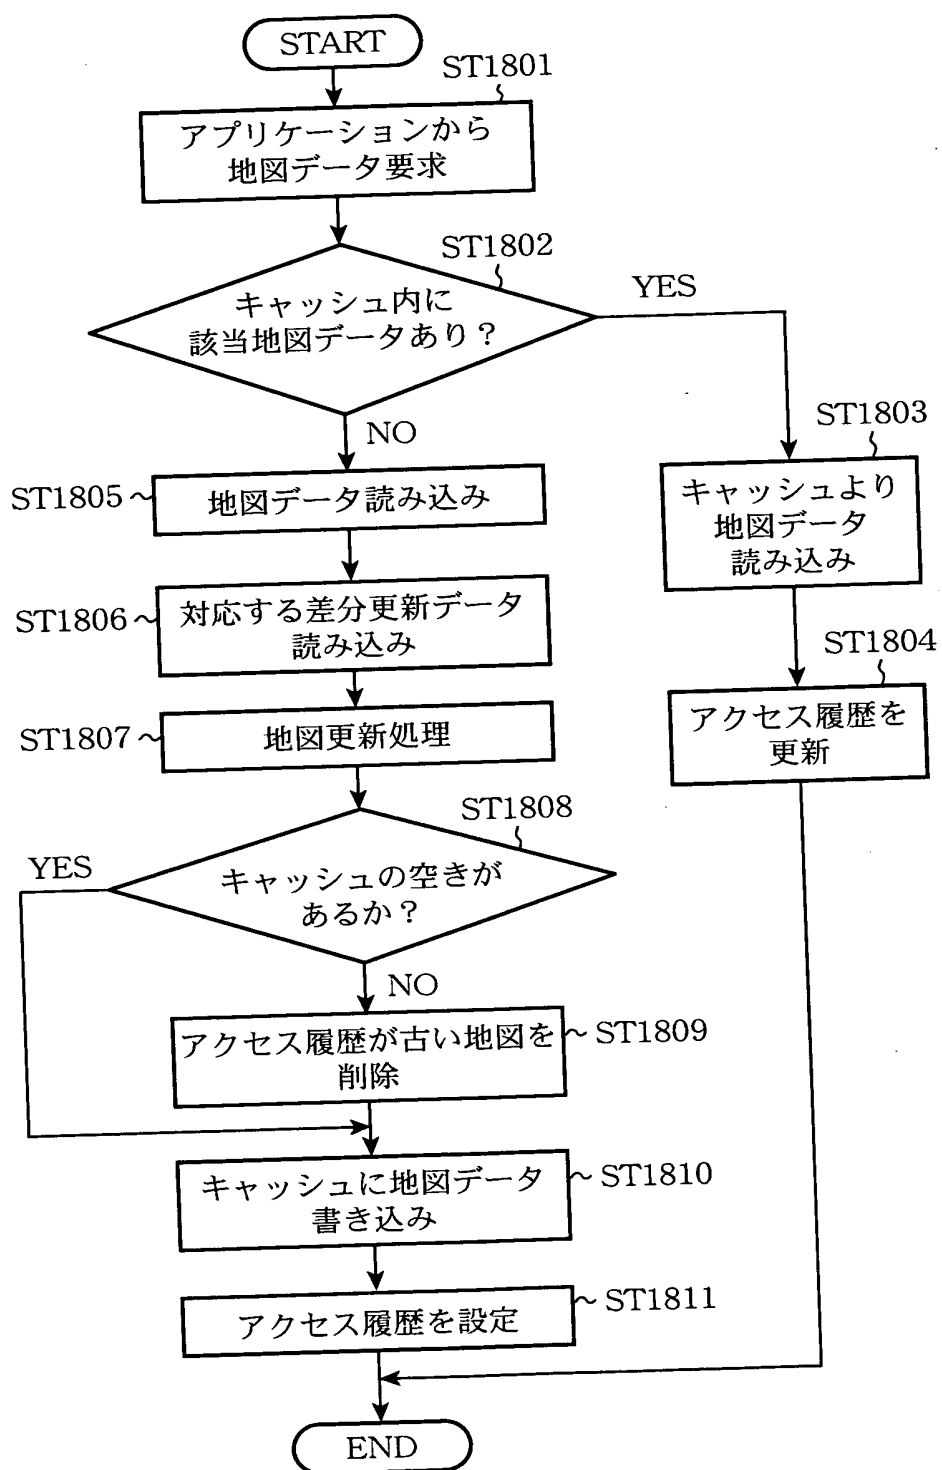 START
ST1801
アプリケーションから
地図データ要求
ST1802
キャッシュ内に
該当地図データあり?
YES
NO
ST1803
キャッシュより
地図データ
読み込み
ST1804
アクセス履歴を
更新
ST1805
地図データ読み込み
ST1806
対応する差分更新データ
読み込み
ST1807
地図更新処理
ST1808
キャッシュの空きが
あるか?
YES
NO
アクセス履歴が古い地図を
削除
ST1809
キャッシュに地図データ
書き込み
ST1810
アクセス履歴を設定
ST1811
END